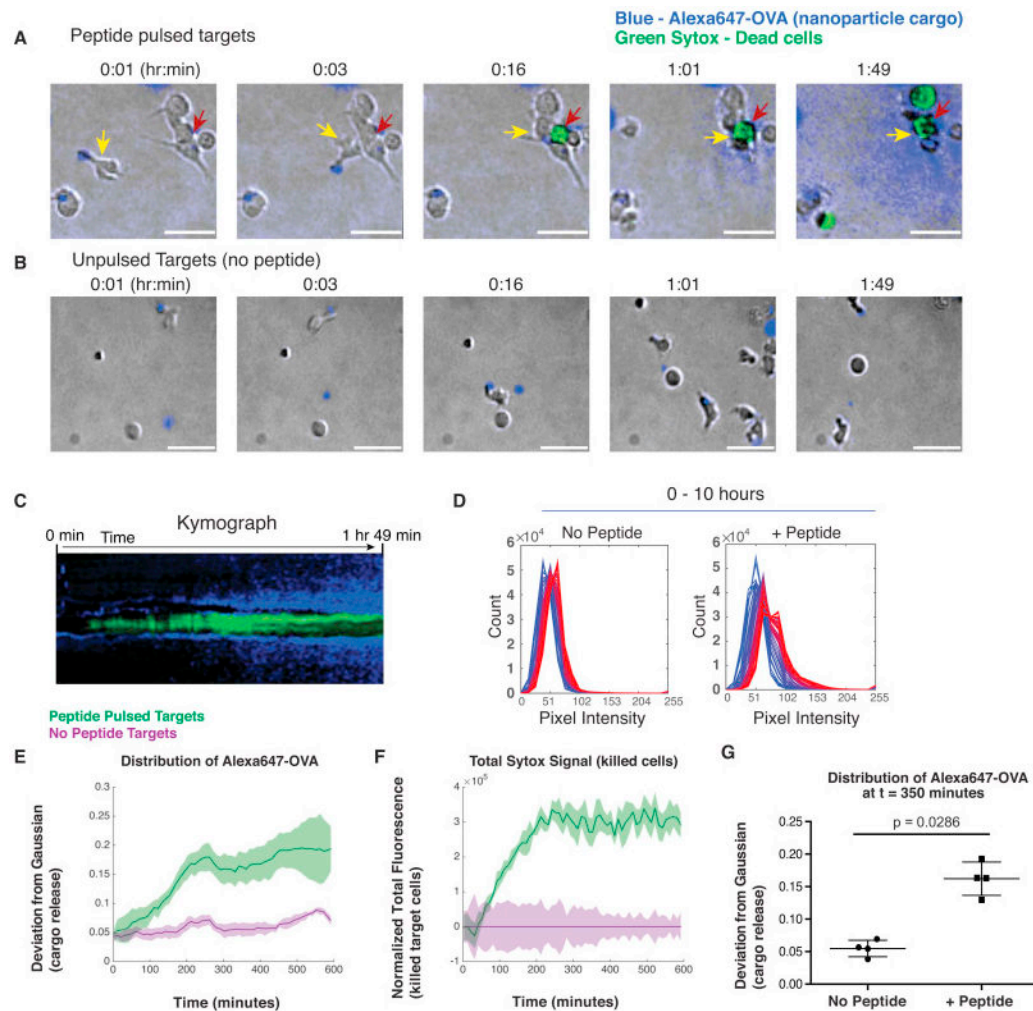 Blue - Alexa647-OVA (nanoparticle cargo)
Green Sytox - Dead cells
A Peptide pulsed targets
0:01 (hr:min) 0:03 0:16 1:01 1:49
B Unpulsed Targets (no peptide)
0:01 (hr:min) 0:03 0:16 1:01 1:49
C
Kymograph
0 min Time 1 hr 49 min
D
0 - 10 hours
No Peptide
×10⁴
6
5
4
3
2
1
0
Count
0 51 102 153 204 255
Pixel Intensity
+ Peptide
×10⁴
6
5
4
3
2
1
0
Count
0 51 102 153 204 255
Pixel Intensity
Peptide Pulsed Targets
No Peptide Targets
E Distribution of Alexa647-OVA
Deviation from Gaussian
(cargo release)
0.3
0.25
0.2
0.15
0.1
0.05
0
0 100 200 300 400 500 600
Time (minutes)
F Total Sytox Signal (killed cells)
×10⁵
Normalized Total Fluorescence
(killed target cells)
4
3
2
1
0
-1
0 100 200 300 400 500 600
Time (minutes)
G
Distribution of Alexa647-OVA
at t = 350 minutes
p = 0.0286
Deviation from Gaussian
(cargo release)
0.25
0.20
0.15
0.10
0.05
0.00
No Peptide + Peptide